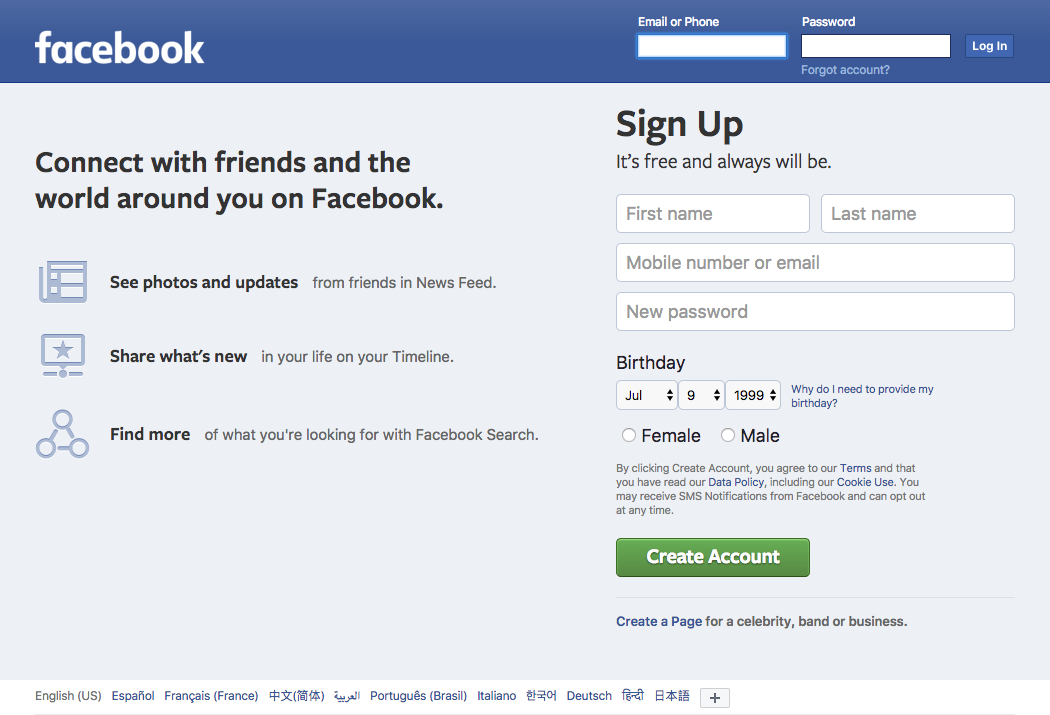 facebook
Email or Phone
Password
Log In
Forgot account?
Connect with friends and the
world around you on Facebook.
See photos and updates from friends in News Feed.
Share what's new in your life on your Timeline.
Find more of what you're looking for with Facebook Search.
Sign Up
It's free and always will be.
First name
Last name
Mobile number or email
New password
Birthday
Jul 9 1999
Why do I need to provide my
birthday?
Female Male
By clicking Create Account, you agree to our Terms and that
you have read our Data Policy, including our Cookie Use. You
may receive SMS Notifications from Facebook and can opt out
at any time.
Create Account
Create a Page for a celebrity, band or business.
English (US) Español Français (France) 中文(简体) العربية Português (Brasil) Italiano 한국어 Deutsch हिन्दी 日本語 +